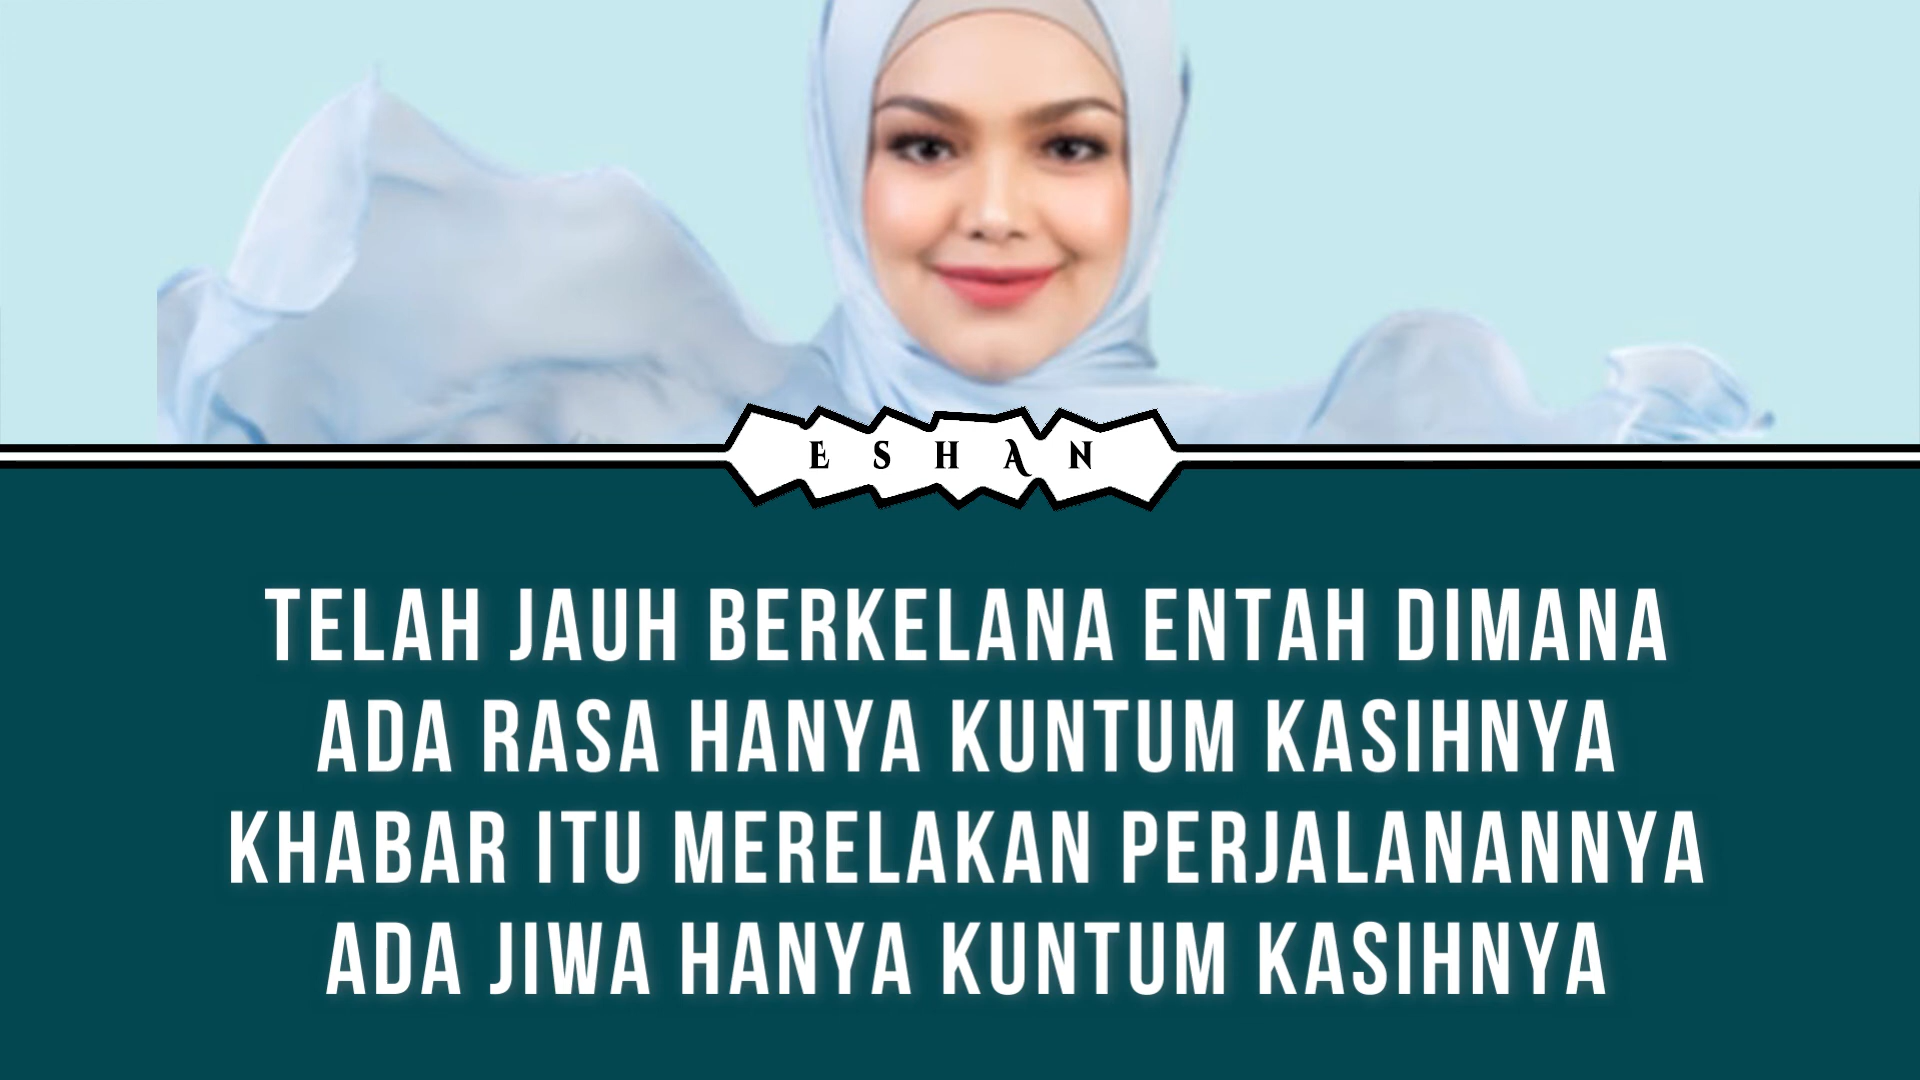 ESHAN
TELAH JAUH BERKELANA ENTAH DIMANA
ADA RASA HANYA KUNTUM KASIHNYA
KHABAR ITU MERELAKAN PERJALANANNYA
ADA JIWA HANYA KUNTUM KASIHNYA